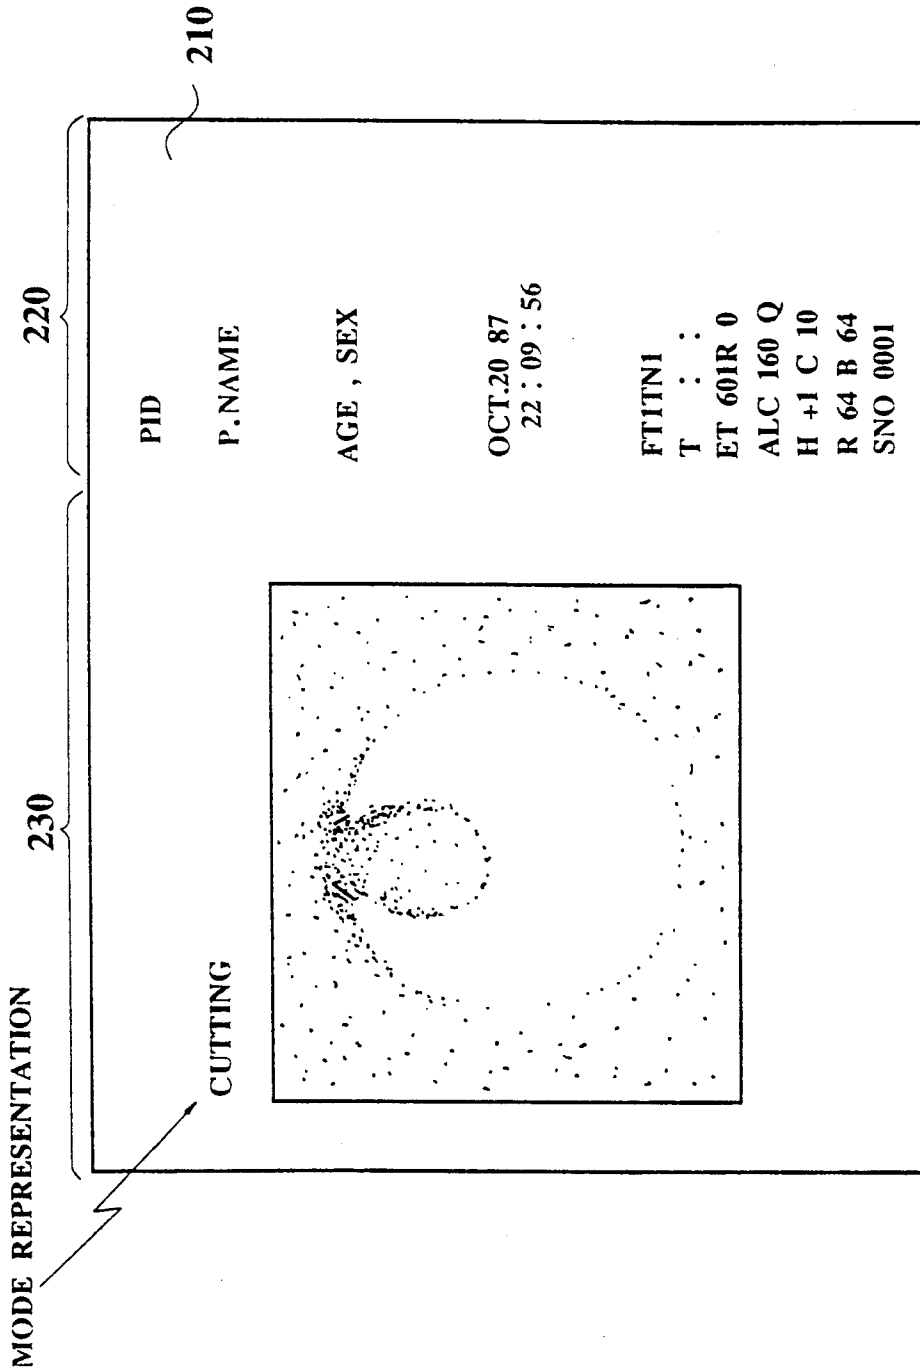 MODE REPRESENTATION
230
220
210
CUTTING
PID
P.NAME
AGE , SEX
OCT.20 87
22 : 09 : 56
FT1TN1
T : : :
ET 601R 0
ALC 160 Q
H +1 C 10
R 64 B 64
SNO 0001